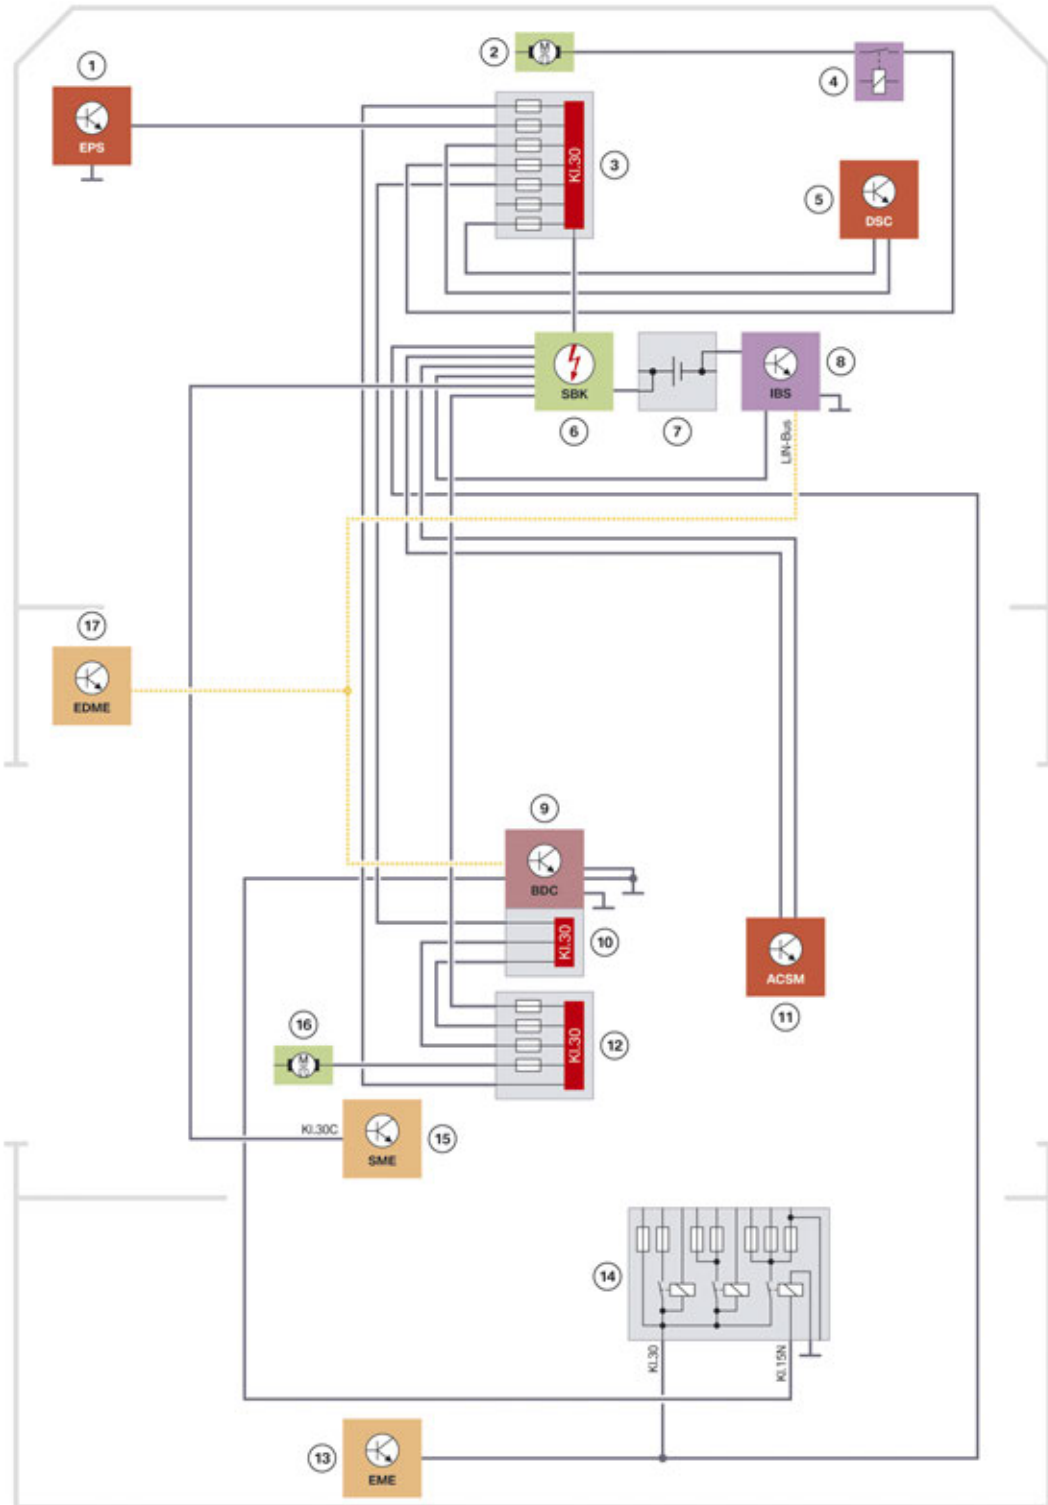 1
EPS
2
M
4
3
Kl.30
5
DSC
SBK
6
7
IBS
8
LIN-Bus
17
EDME
9
BDC
Kl.30
10
ACSM
11
16
M
Kl.30
12
Kl.30C
SME
15
14
Kl.30
Kl.15N
13
EME